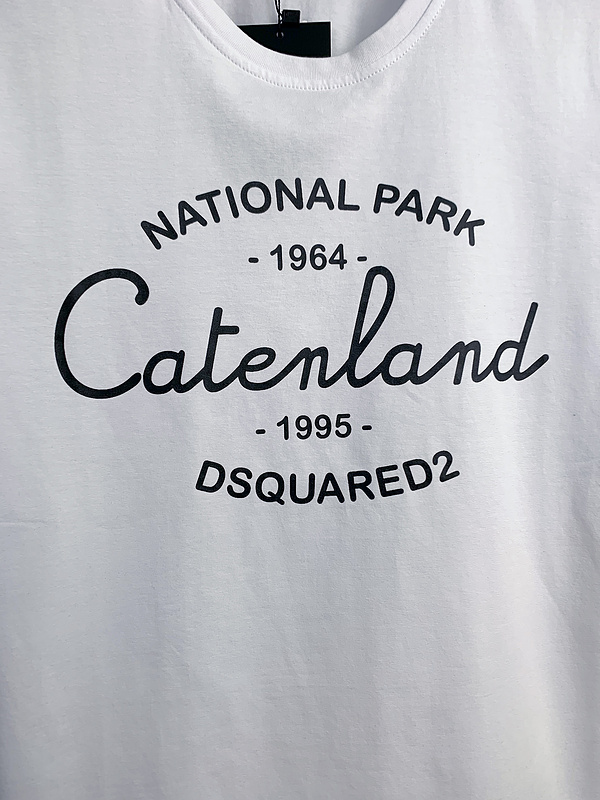 NATIONAL PARK
- 1964 -
Catenland
- 1995 -
DSQUARED2